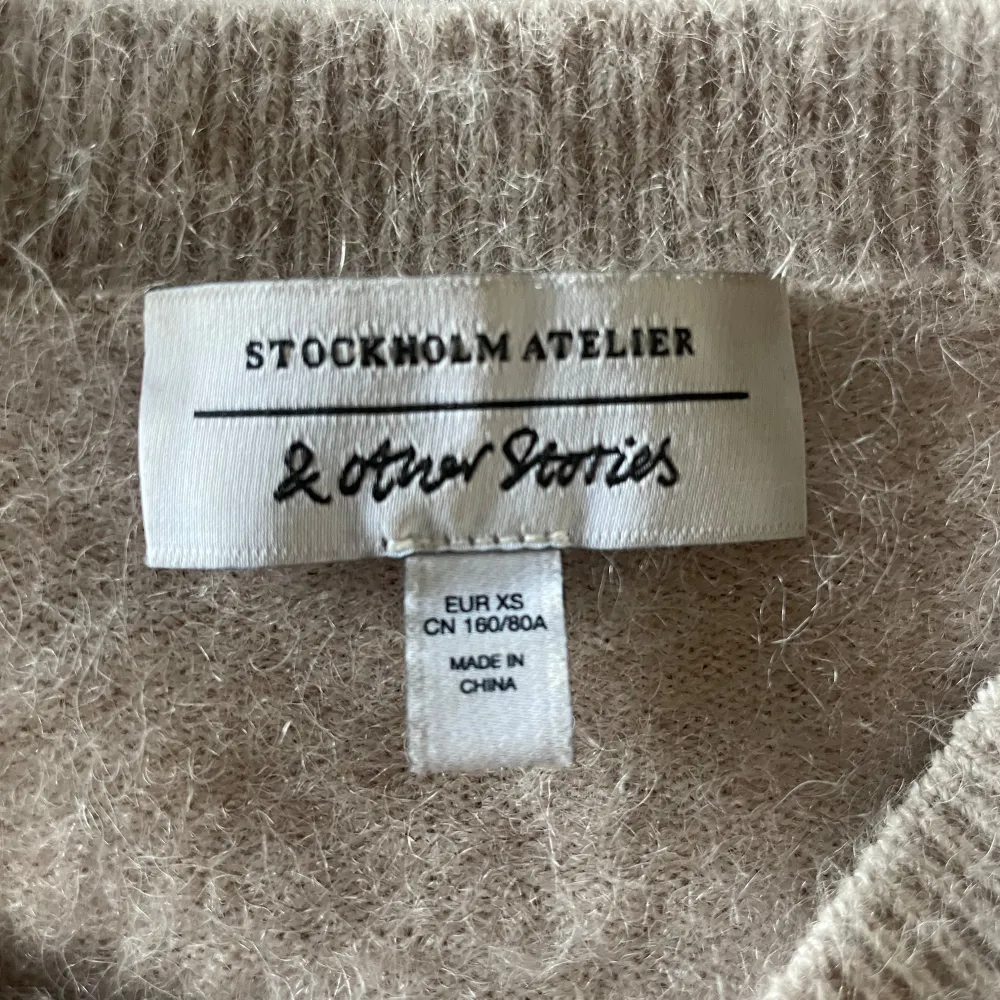 STOCKHOLM ATELIER
& other Stories
EUR XS
CN 160/80A
MADE IN
CHINA